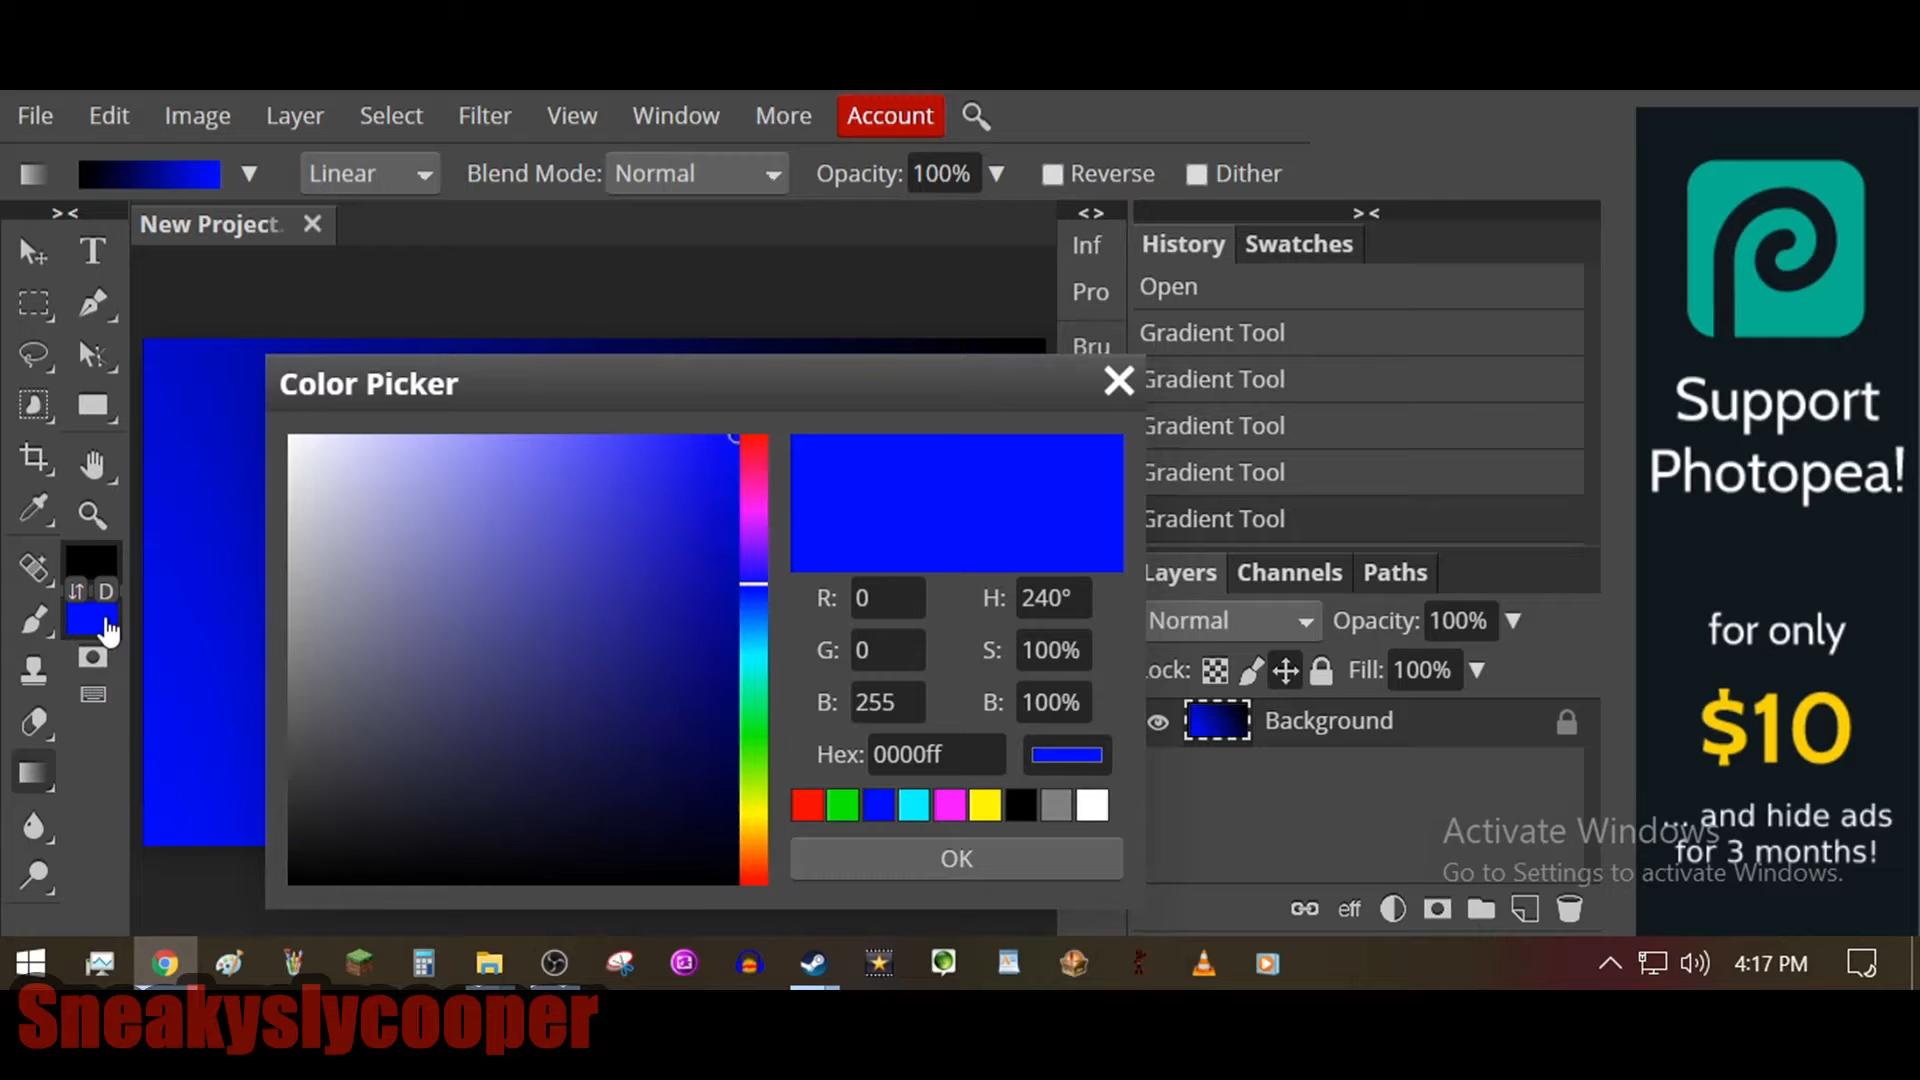 File Edit Image Layer Select Filter View Window More Account
Linear Blend Mode: Normal Opacity: 100% Reverse Dither
New Project.
Inf
Pro
Bru
History Swatches
Open
Gradient Tool
Gradient Tool
Gradient Tool
Gradient Tool
Gradient Tool
T
D
Color Picker
R: 0 H: 240°
G: 0 S: 100%
B: 255 B: 100%
Hex: 0000ff
OK
Layers Channels Paths
Normal Opacity: 100%
Lock: Fill: 100%
Background
eff
Support
Photopea!
for only
$10
... and hide ads
for 3 months!
Activate Windows
Go to Settings to activate Windows.
4:17 PM
Sneakyslycooper